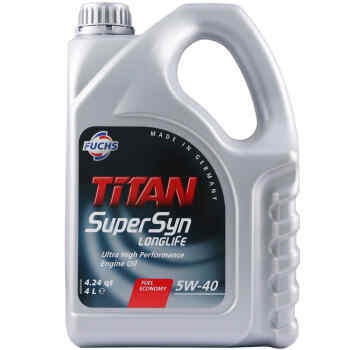 FUCHS
MADE IN GERMANY
TITAN
SuperSyn
LONGLIFE
Ultra High Performance
Engine Oil
4.24 qt
4 L
FUEL
ECONOMY
5W-40